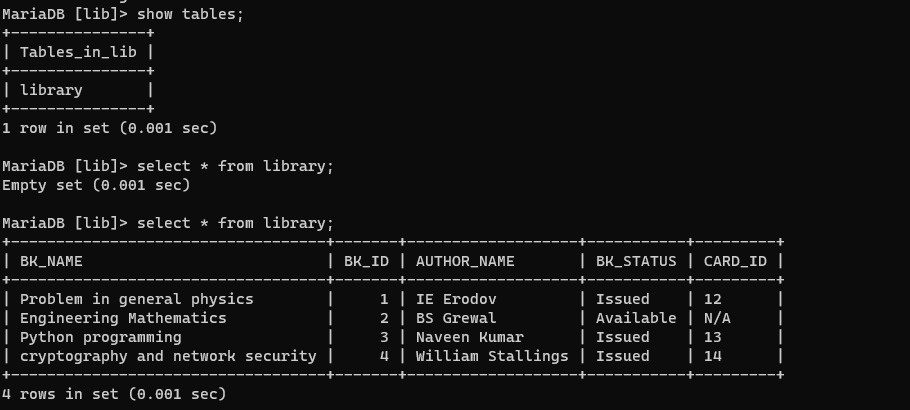 MariaDB [lib]> show tables;
+---------------+
| Tables_in_lib |
+---------------+
| library       |
+---------------+
1 row in set (0.001 sec)

MariaDB [lib]> select * from library;
Empty set (0.001 sec)

MariaDB [lib]> select * from library;
+-----------------------------------+-------+-------------------+-----------+---------+
| BK_NAME                           | BK_ID | AUTHOR_NAME       | BK_STATUS | CARD_ID |
+-----------------------------------+-------+-------------------+-----------+---------+
| Problem in general physics        |     1 | IE Erodov         | Issued    | 12      |
| Engineering Mathematics           |     2 | BS Grewal         | Available | N/A     |
| Python programming                |     3 | Naveen Kumar      | Issued    | 13      |
| cryptography and network security |     4 | William Stallings | Issued    | 14      |
+-----------------------------------+-------+-------------------+-----------+---------+
4 rows in set (0.001 sec)